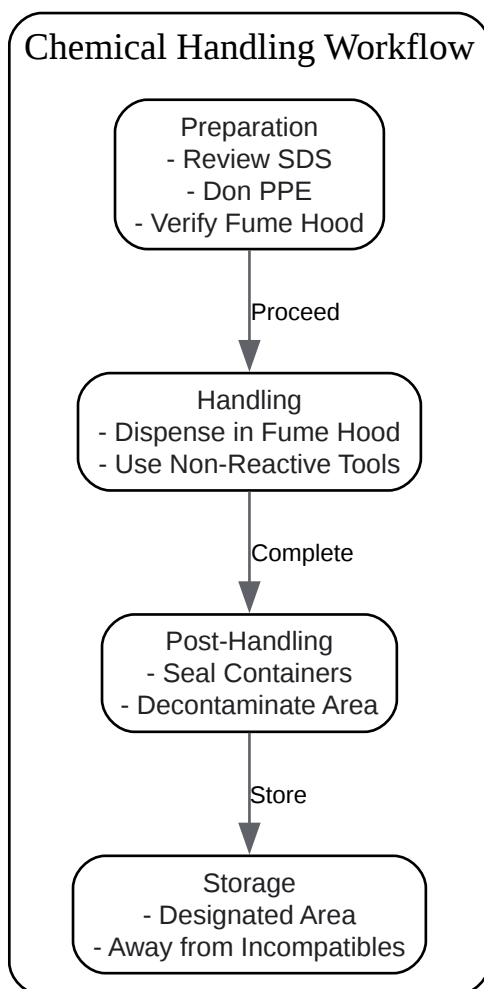 Chemical Handling Workflow
Preparation
- Review SDS
- Don PPE
- Verify Fume Hood
Proceed
Handling
- Dispense in Fume Hood
- Use Non-Reactive Tools
Complete
Post-Handling
- Seal Containers
- Decontaminate Area
Store
Storage
- Designated Area
- Away from Incompatibles